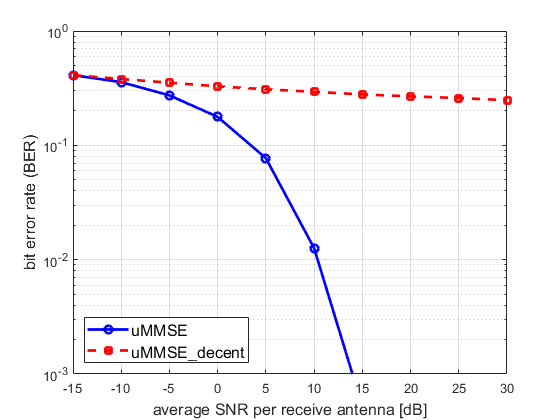 10^0
10^-1
10^-2
10^-3
bit error rate (BER)
uMMSE
uMMSE_decent
-15 -10 -5 0 5 10 15 20 25 30
average SNR per receive antenna [dB]